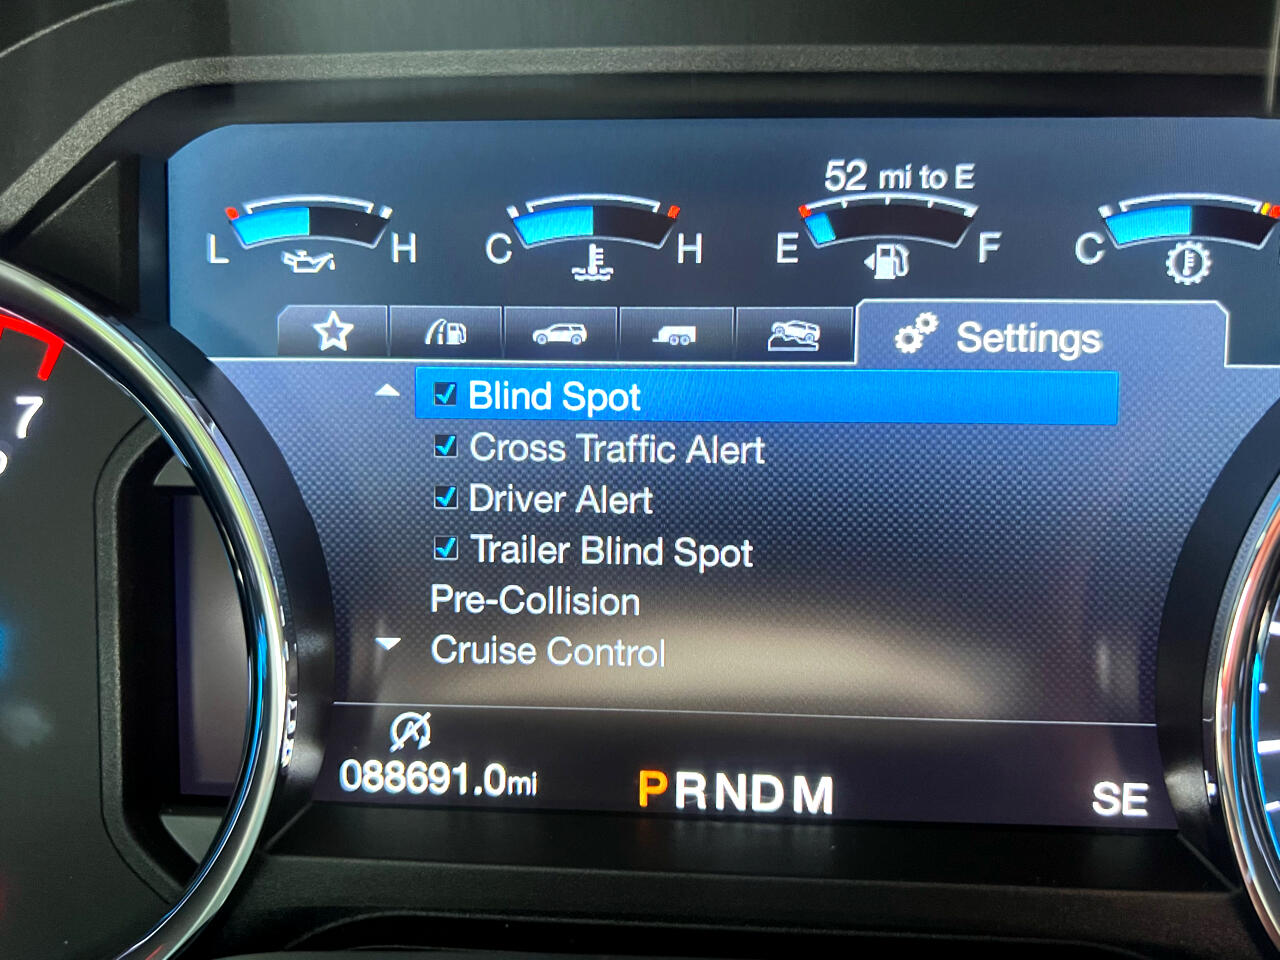 52 mi to E
L H C H E F C
Settings
7
Blind Spot
Cross Traffic Alert
Driver Alert
Trailer Blind Spot
Pre-Collision
Cruise Control
088691.0mi
PRNDM
SE